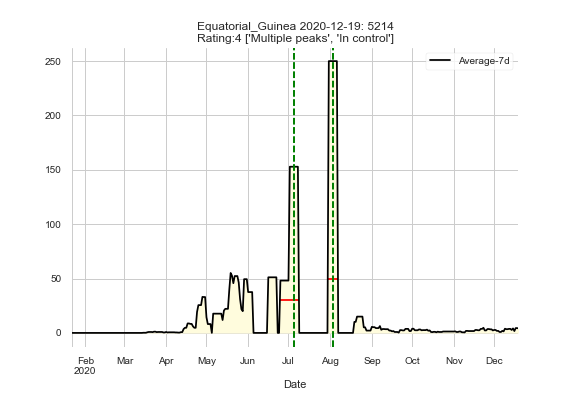 Equatorial_Guinea 2020-12-19: 5214
Rating:4 ['Multiple peaks', 'In control']
Average-7d
250
200
150
100
50
0
Feb Mar Apr May Jun Jul Aug Sep Oct Nov Dec
2020
Date